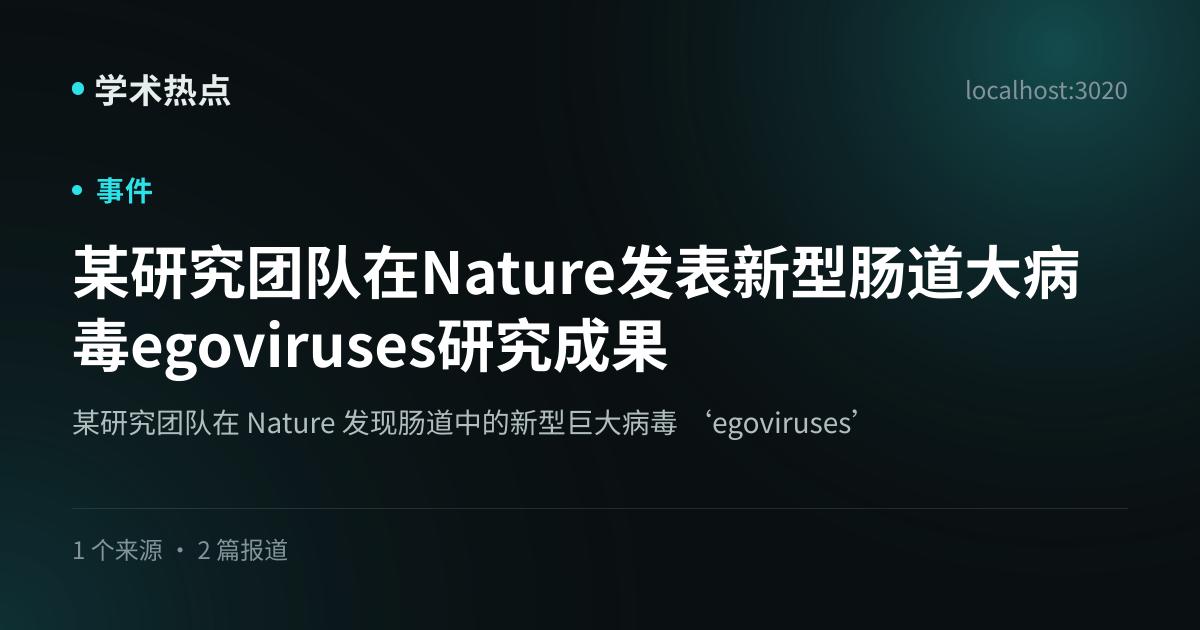 学术热点
localhost:3020
事件
某研究团队在Nature发表新型肠道大病
毒egoviruses研究成果
某研究团队在 Nature 发现肠道中的新型巨大病毒 ‘egoviruses’
1 个来源 · 2 篇报道